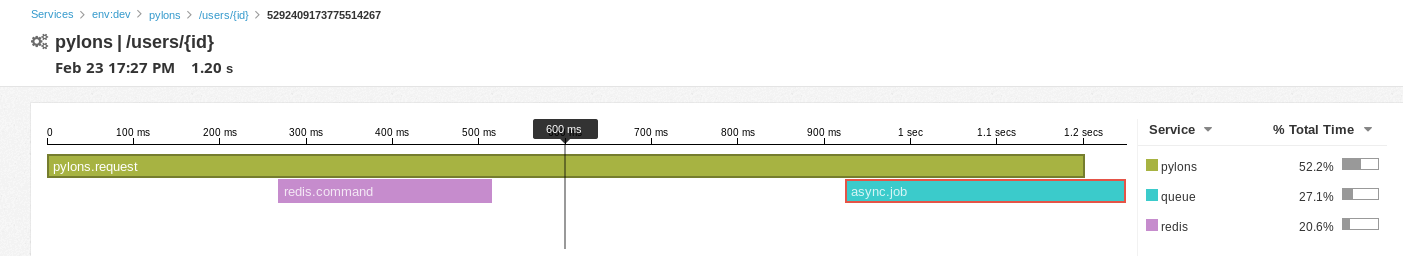 Services > env:dev > pylons > /users/{id} > 5292409173775514267
pylons | /users/{id}
Feb 23 17:27 PM 1.20 s
0 100 ms 200 ms 300 ms 400 ms 500 ms 600 ms 700 ms 800 ms 900 ms 1 sec 1.1 secs 1.2 secs
pylons.request
redis.command async.job
Service % Total Time
pylons 52.2%
queue 27.1%
redis 20.6%